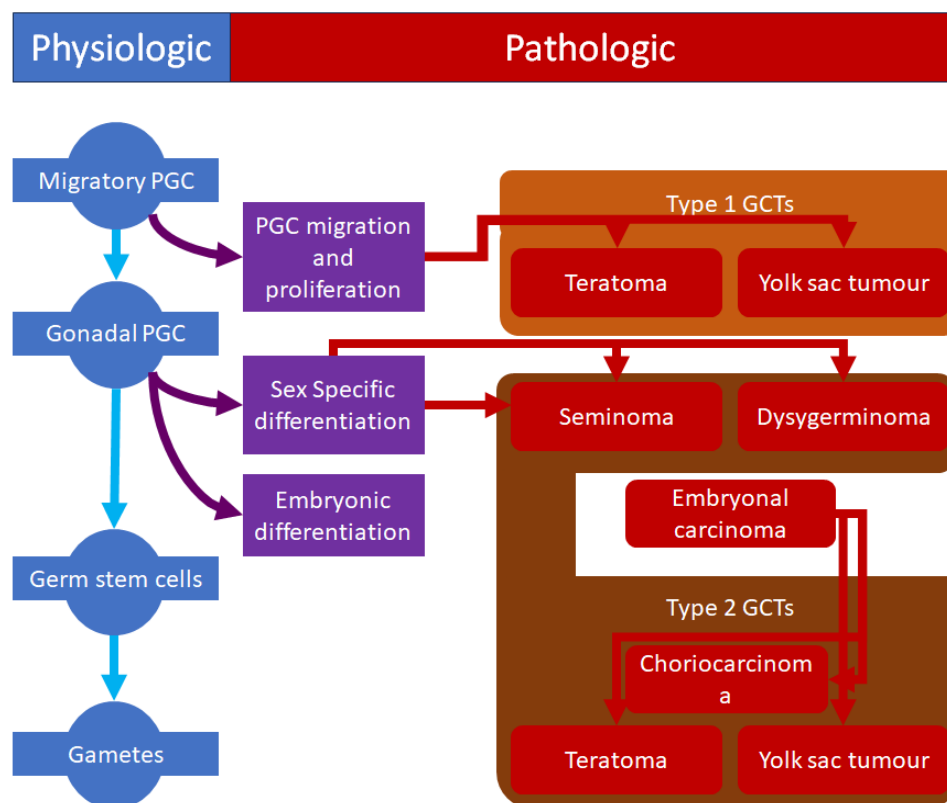 Physiologic
Pathologic
Migratory PGC
PGC migration
and
proliferation
Type 1 GCTs
Teratoma
Yolk sac tumour
Gonadal PGC
Sex Specific
differentiation
Seminoma
Dysygerminoma
Embryonic
differentiation
Embryonal
carcinoma
Germ stem cells
Type 2 GCTs
Choriocarcinom
a
Gametes
Teratoma
Yolk sac tumour